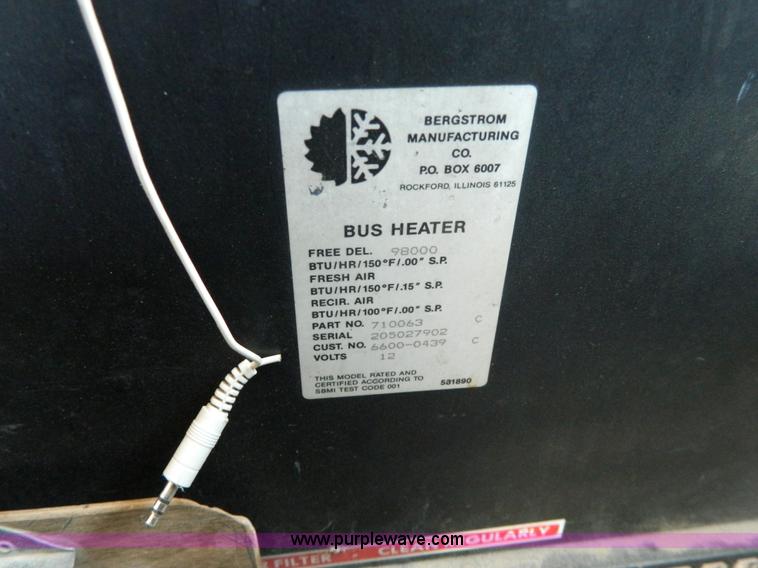 BERGSTROM
MANUFACTURING
CO.
P.O. BOX 6007
ROCKFORD, ILLINOIS 61125
BUS HEATER
FREE DEL. 98000
BTU/HR/150°F/.00" S.P.
FRESH AIR
BTU/HR/150°F/.15" S.P.
RECIR. AIR
BTU/HR/100°F/.00" S.P.
PART NO. 710063 C
SERIAL 205027902
CUST. NO. 6600-0439 C
VOLTS 12
THIS MODEL RATED AND
CERTIFIED ACCORDING TO
SBMI TEST CODE 001 581890
FILTER CLEAN REGULARLY
www.purplewave.com